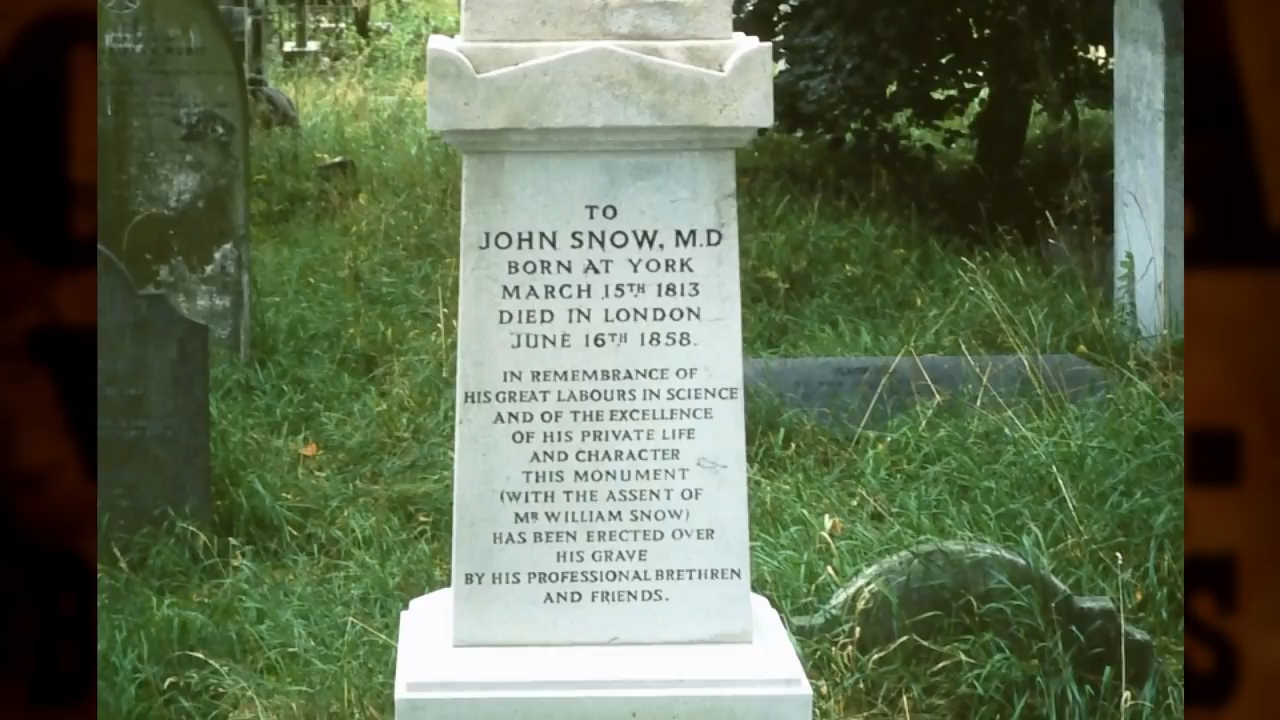 TO
JOHN SNOW, M.D
BORN AT YORK
MARCH 15TH 1813
DIED IN LONDON
JUNE 16TH 1858.
IN REMEMBRANCE OF
HIS GREAT LABOURS IN SCIENCE
AND OF THE EXCELLENCE
OF HIS PRIVATE LIFE
AND CHARACTER
THIS MONUMENT
(WITH THE ASSENT OF
MR WILLIAM SNOW)
HAS BEEN ERECTED OVER
HIS GRAVE
BY HIS PROFESSIONAL BRETHREN
AND FRIENDS.